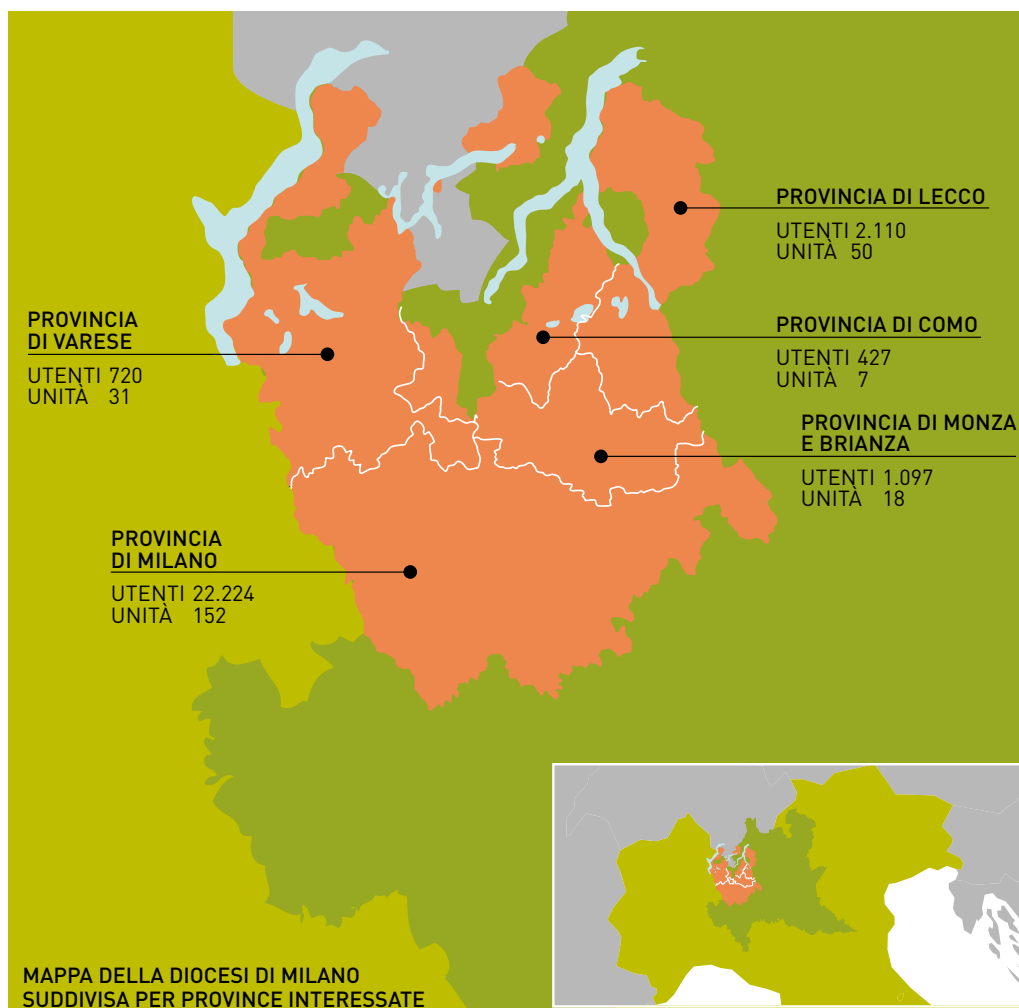 PROVINCIA DI LECCO
UTENTI 2.110
UNITÀ 50
PROVINCIA
DI VARESE
UTENTI 720
UNITÀ 31
PROVINCIA DI COMO
UTENTI 427
UNITÀ 7
PROVINCIA DI MONZA
E BRIANZA
UTENTI 1.097
UNITÀ 18
PROVINCIA
DI MILANO
UTENTI 22.224
UNITÀ 152
MAPPA DELLA DIOCESI DI MILANO
SUDDIVISA PER PROVINCE INTERESSATE